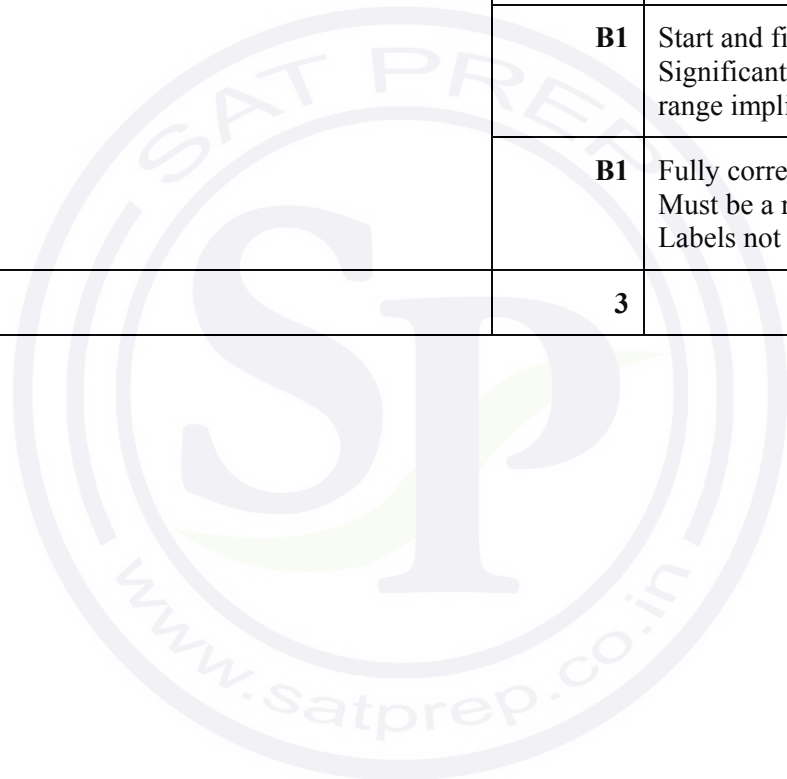 B1 Start and fi
Significant
range impli
B1 Fully corre
Must be a
Labels not
3
SAT PREP
SP
www.satprep.co.in